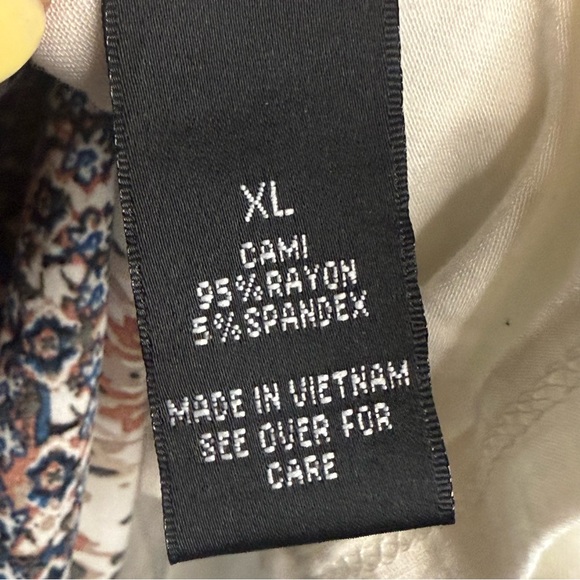 XL
CAMI
95% RAYON
5% SPANDEX
MADE IN VIETNAM
SEE OVER FOR
CARE